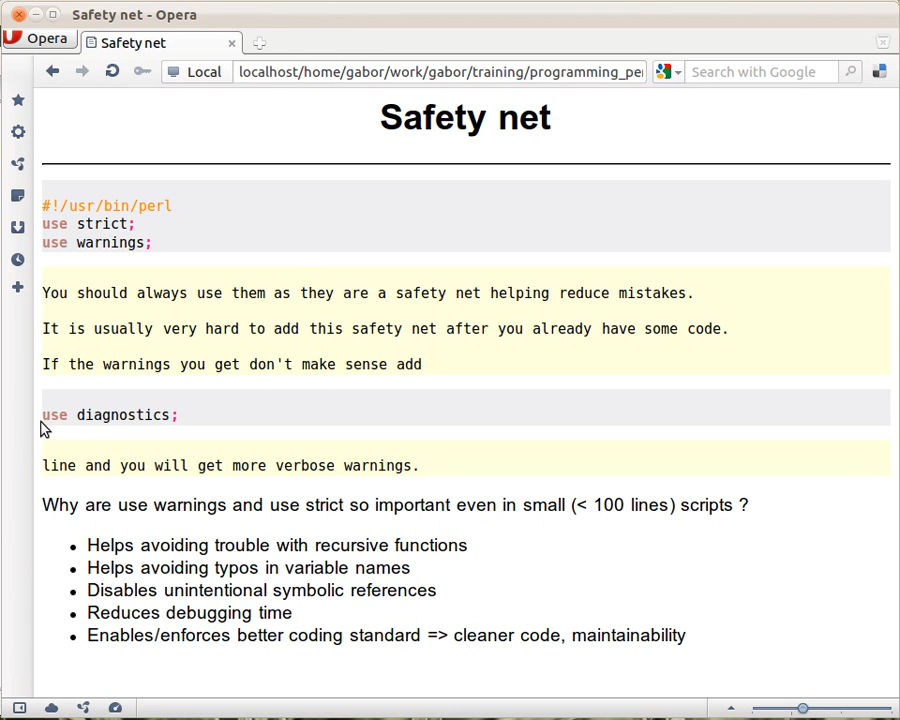 Safety net - Opera
Opera
Safety net
Local
localhost/home/gabor/work/gabor/training/programming_pe
Search with Google
Safety net
#!/usr/bin/perl
use strict;
use warnings;
You should always use them as they are a safety net helping reduce mistakes.
It is usually very hard to add this safety net after you already have some code.
If the warnings you get don't make sense add
use diagnostics;
line and you will get more verbose warnings.
Why are use warnings and use strict so important even in small (< 100 lines) scripts ?
• Helps avoiding trouble with recursive functions
• Helps avoiding typos in variable names
• Disables unintentional symbolic references
• Reduces debugging time
• Enables/enforces better coding standard => cleaner code, maintainability